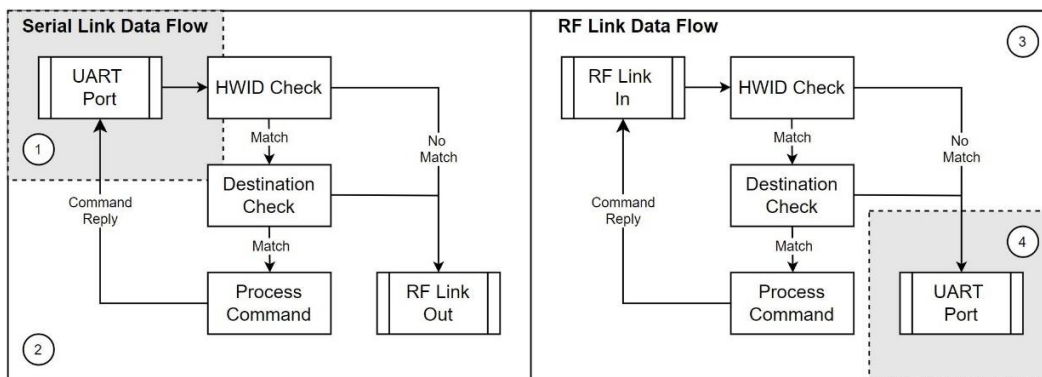 Serial Link Data Flow
UART
Port
HWID Check
1
Match
No
Match
Destination
Check
Command
Reply
Match
Process
Command
RF Link
Out
2
RF Link Data Flow
3
RF Link
In
HWID Check
Match
No
Match
Destination
Check
Command
Reply
Match
4
Process
Command
UART
Port